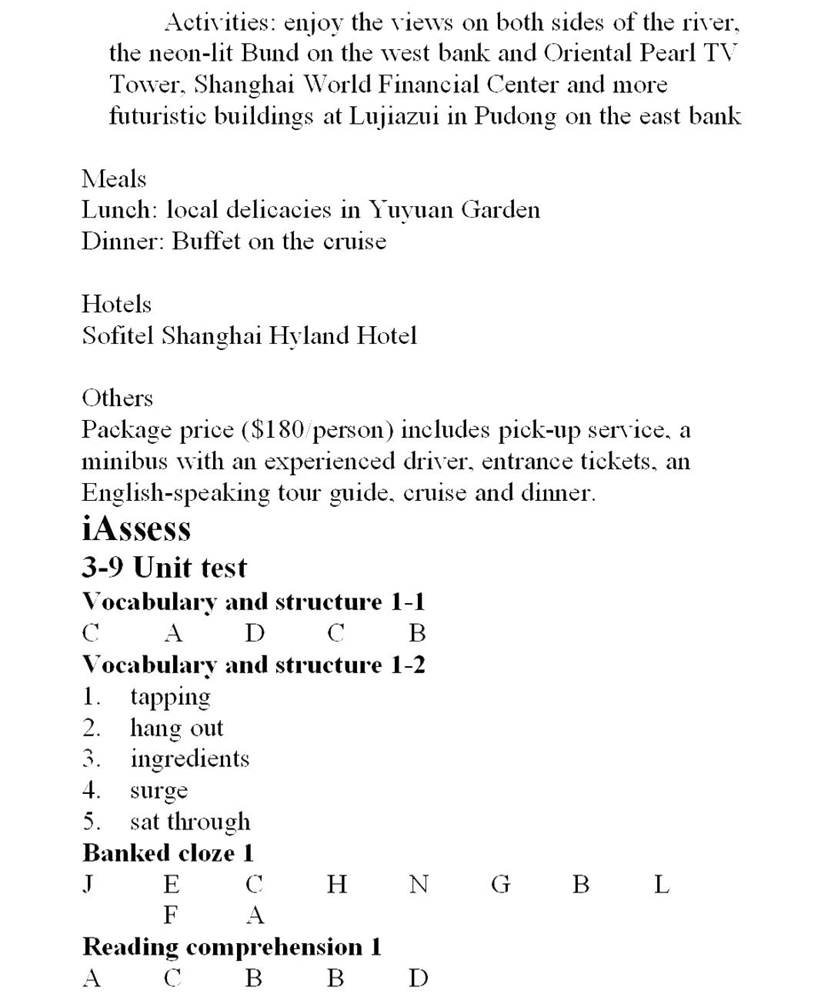 Activities: enjoy the views on both sides of the river,
the neon-lit Bund on the west bank and Oriental Pearl TV
Tower, Shanghai World Financial Center and more
futuristic buildings at Lujiazui in Pudong on the east bank
Meals
Lunch: local delicacies in Yuyuan Garden
Dinner: Buffet on the cruise
Hotels
Sofitel Shanghai Hyland Hotel
Others
Package price ($180/person) includes pick-up service, a
minibus with an experienced driver, entrance tickets, an
English-speaking tour guide, cruise and dinner.
iAssess
3-9 Unit test
Vocabulary and structure 1-1
C A D C B
Vocabulary and structure 1-2
1. tapping
2. hang out
3. ingredients
4. surge
5. sat through
Banked cloze 1
J E C H N G B L
F A
Reading comprehension 1
A C B B D